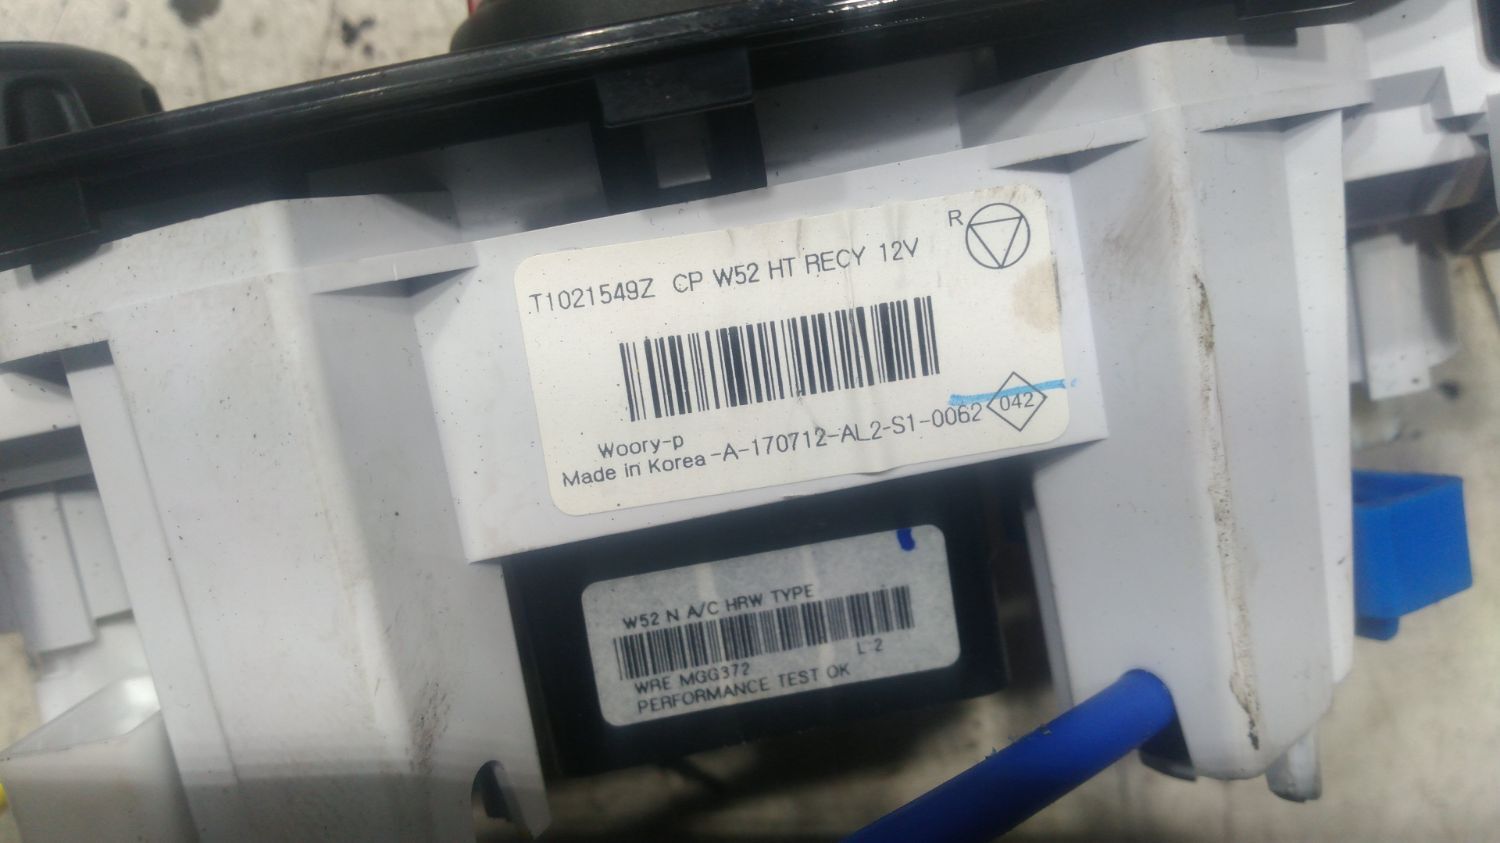 T1021549Z CP W52 HT RECY 12V
R
Woory-p
Made in Korea -A-170712-AL2-S1-0062
042
W52 N A/C HRW TYPE
WRE MGG372 L-2
PERFORMANCE TEST OK